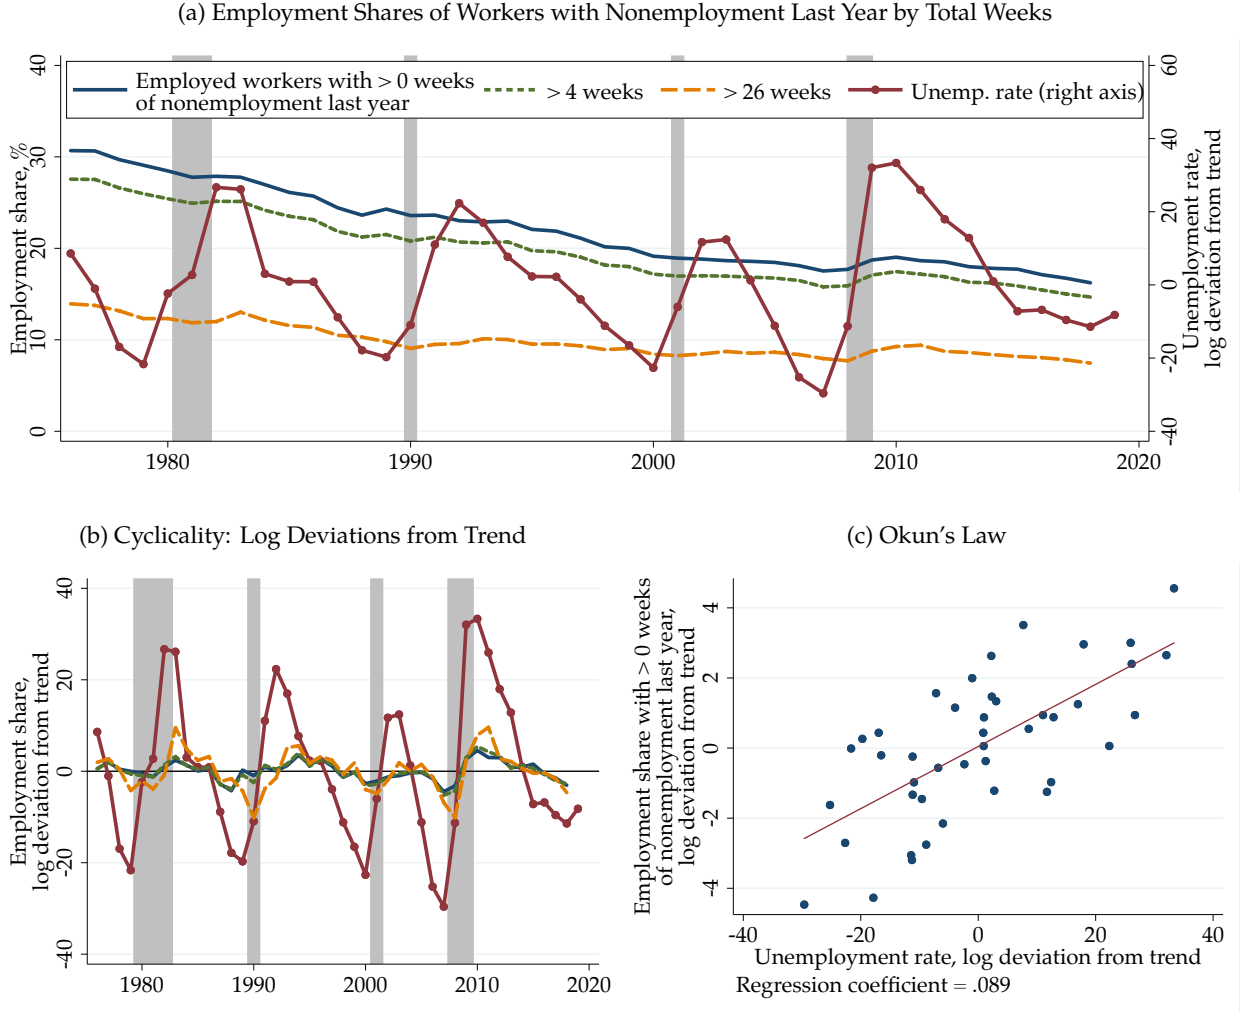 (a) Employment Shares of Workers with Nonemployment Last Year by Total Weeks
Employed workers with > 0 weeks
of nonemployment last year
> 4 weeks
> 26 weeks
Unemp. rate (right axis)
Employment share, %
40
30
20
10
0
Unemployment rate,
log deviation from trend
60
40
20
0
-20
-40
1980
1990
2000
2010
2020
(b) Cyclicality: Log Deviations from Trend
Employment share,
log deviation from trend
40
20
0
-20
-40
1980
1990
2000
2010
2020
(c) Okun's Law
Employment share with > 0 weeks
of nonemployment last year,
log deviation from trend
4
2
0
-2
-4
-40
-20
0
20
40
Unemployment rate, log deviation from trend
Regression coefficient = .089